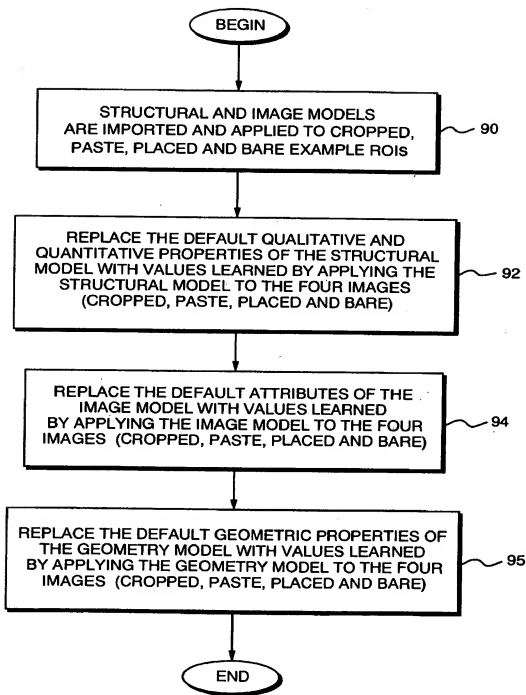 BEGIN
STRUCTURAL AND IMAGE MODELS
ARE IMPORTED AND APPLIED TO CROPPED,
PASTE, PLACED AND BARE EXAMPLE ROIs
90
REPLACE THE DEFAULT QUALITATIVE AND
QUANTITATIVE PROPERTIES OF THE STRUCTURAL
MODEL WITH VALUES LEARNED BY APPLYING THE
STRUCTURAL MODEL TO THE FOUR IMAGES
(CROPPED, PASTE, PLACED AND BARE)
92
REPLACE THE DEFAULT ATTRIBUTES OF THE
IMAGE MODEL WITH VALUES LEARNED
BY APPLYING THE IMAGE MODEL TO THE FOUR
IMAGES (CROPPED, PASTE, PLACED AND BARE)
94
REPLACE THE DEFAULT GEOMETRIC PROPERTIES OF
THE GEOMETRY MODEL WITH VALUES LEARNED
BY APPLYING THE GEOMETRY MODEL TO THE FOUR
IMAGES (CROPPED, PASTE, PLACED AND BARE)
95
END